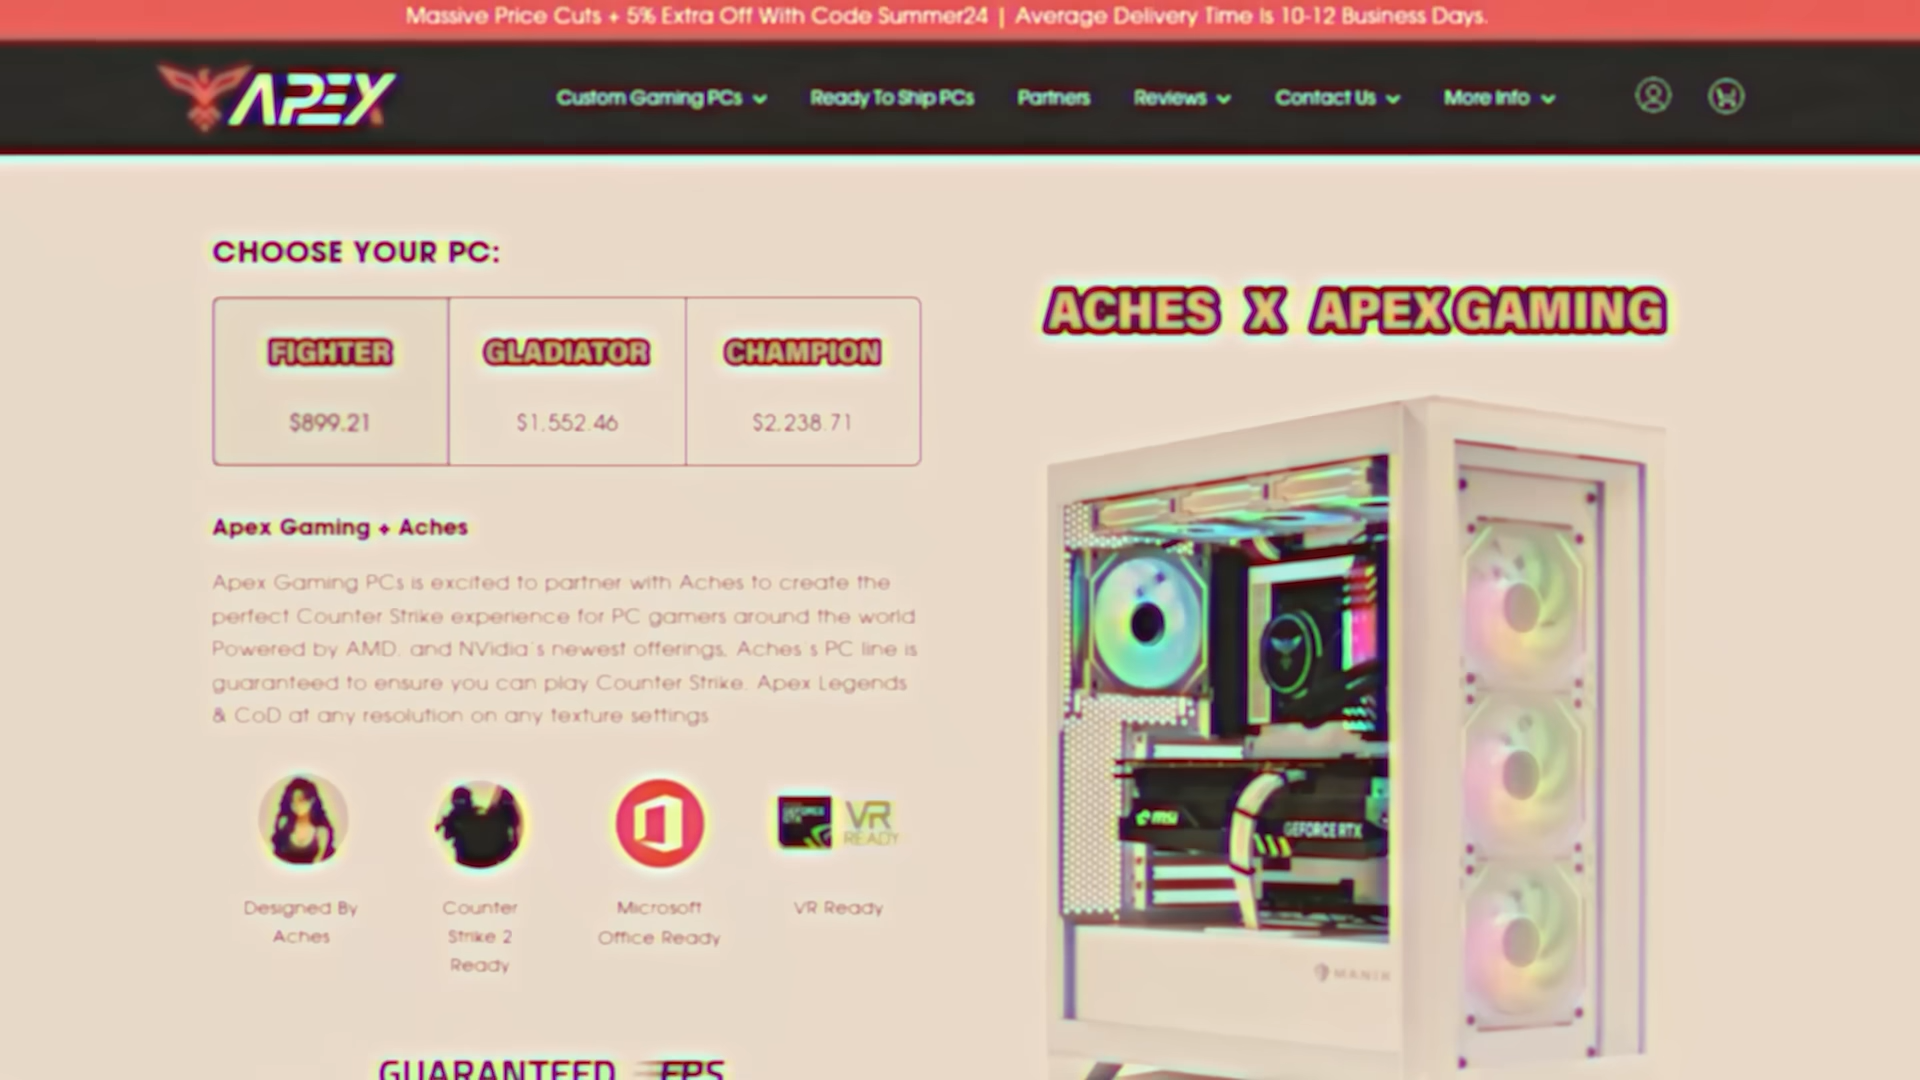 Massive Price Cuts + 5% Extra Off With Code Summer24 | Average Delivery Time Is 10-12 Business Days.
APEX
Custom Gaming PCs
Ready To Ship PCs
Partners
Reviews
Contact Us
More Info
CHOOSE YOUR PC:
FIGHTER
$899.21
GLADIATOR
$1,552.46
CHAMPION
$2,238.71
Apex Gaming + Aches
Apex Gaming PCs is excited to partner with Aches to create the
perfect Counter Strike experience for PC gamers around the world
Powered by AMD, and NVidia's newest offerings, Aches's PC line is
guaranteed to ensure you can play Counter Strike, Apex Legends
& CoD at any resolution on any texture settings
Designed By
Aches
Counter
Strike 2
Ready
Microsoft
Office Ready
GEFORCE
GTX
VR
READY
VR Ready
GUARANTEED FPS
ACHES X APEX GAMING
msi
GEFORCE RTX